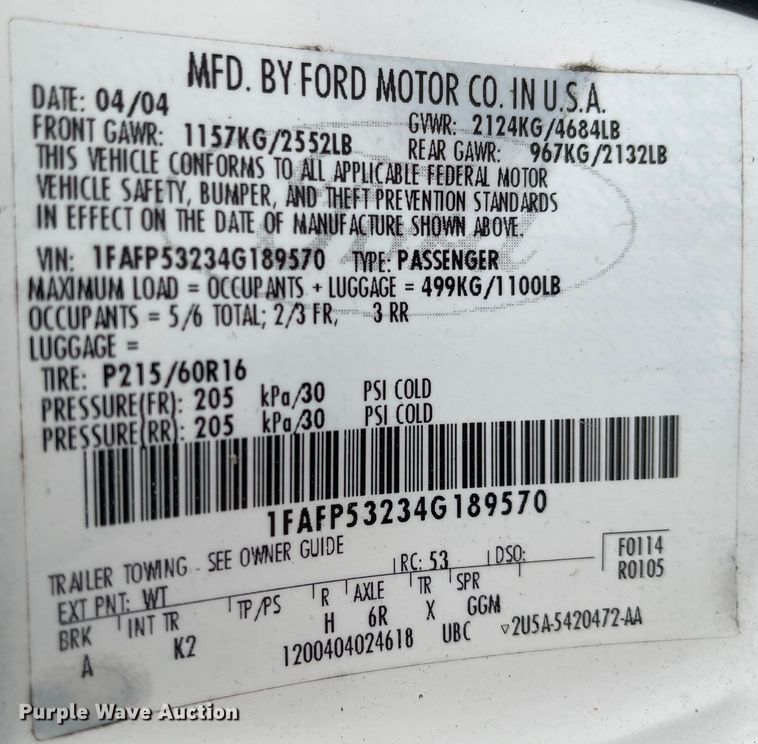 MFD. BY FORD MOTOR CO. IN U.S.A.
DATE: 04/04 GVWR: 2124KG/4684LB
FRONT GAWR: 1157KG/2552LB REAR GAWR: 967KG/2132LB
THIS VEHICLE CONFORMS TO ALL APPLICABLE FEDERAL MOTOR
VEHICLE SAFETY, BUMPER, AND THEFT PREVENTION STANDARDS
IN EFFECT ON THE DATE OF MANUFACTURE SHOWN ABOVE.
VIN: 1FAFP53234G189570 TYPE: PASSENGER
MAXIMUM LOAD = OCCUPANTS + LUGGAGE = 499KG/1100LB
OCCUPANTS = 5/6 TOTAL; 2/3 FR, 3 RR
LUGGAGE =
TIRE: P215/60R16
PRESSURE(FR): 205 kPa/30 PSI COLD
PRESSURE(RR): 205 kPa/30 PSI COLD
1FAFP53234G189570
TRAILER TOWING - SEE OWNER GUIDE
EXT PNT: WT RC: 53 DSO: F0114
R0105
BRK INT TR TP/PS R AXLE TR SPR
A K2 H 6R X GGM
1200404024618 UBC ▽2U5A-5420472-AA
Purple Wave Auction